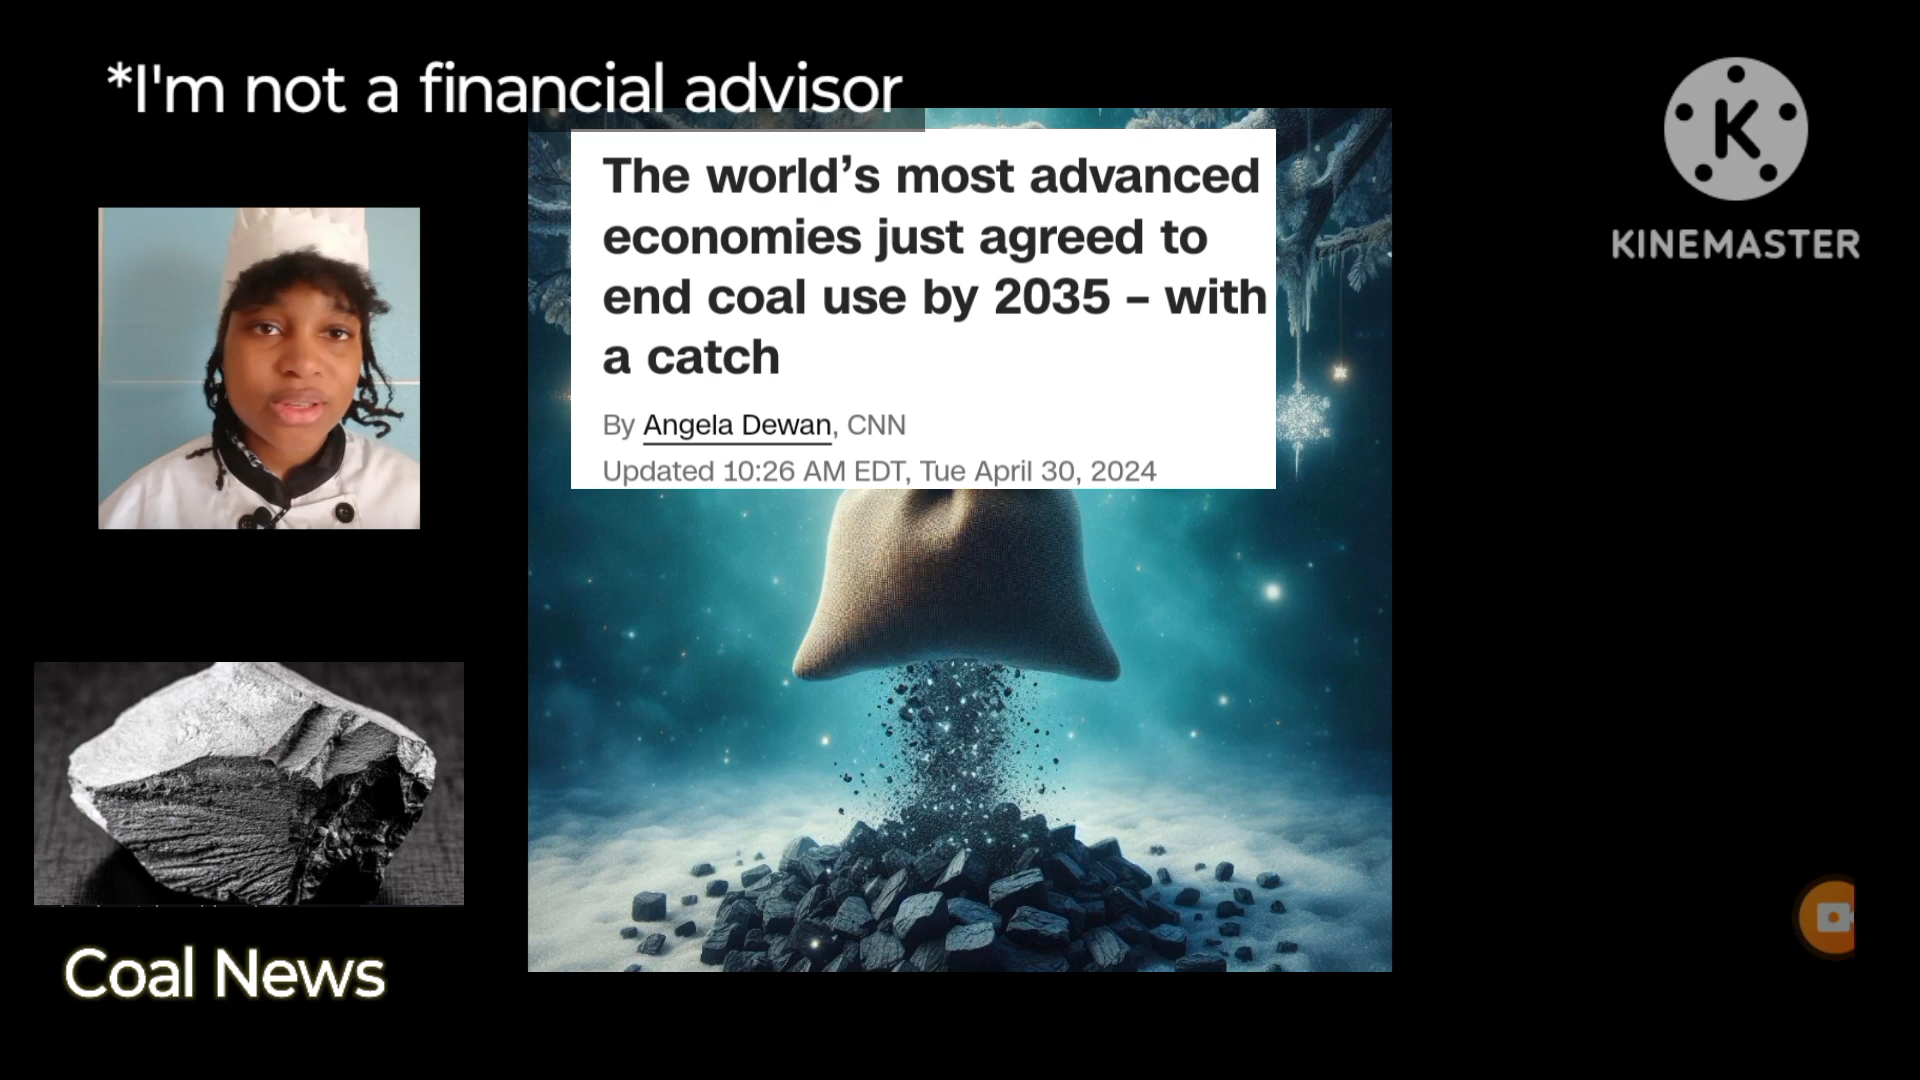 *I'm not a financial advisor
The world’s most advanced
economies just agreed to
end coal use by 2035 – with
a catch
By Angela Dewan, CNN
Updated 10:26 AM EDT, Tue April 30, 2024
K
KINEMASTER
Coal News